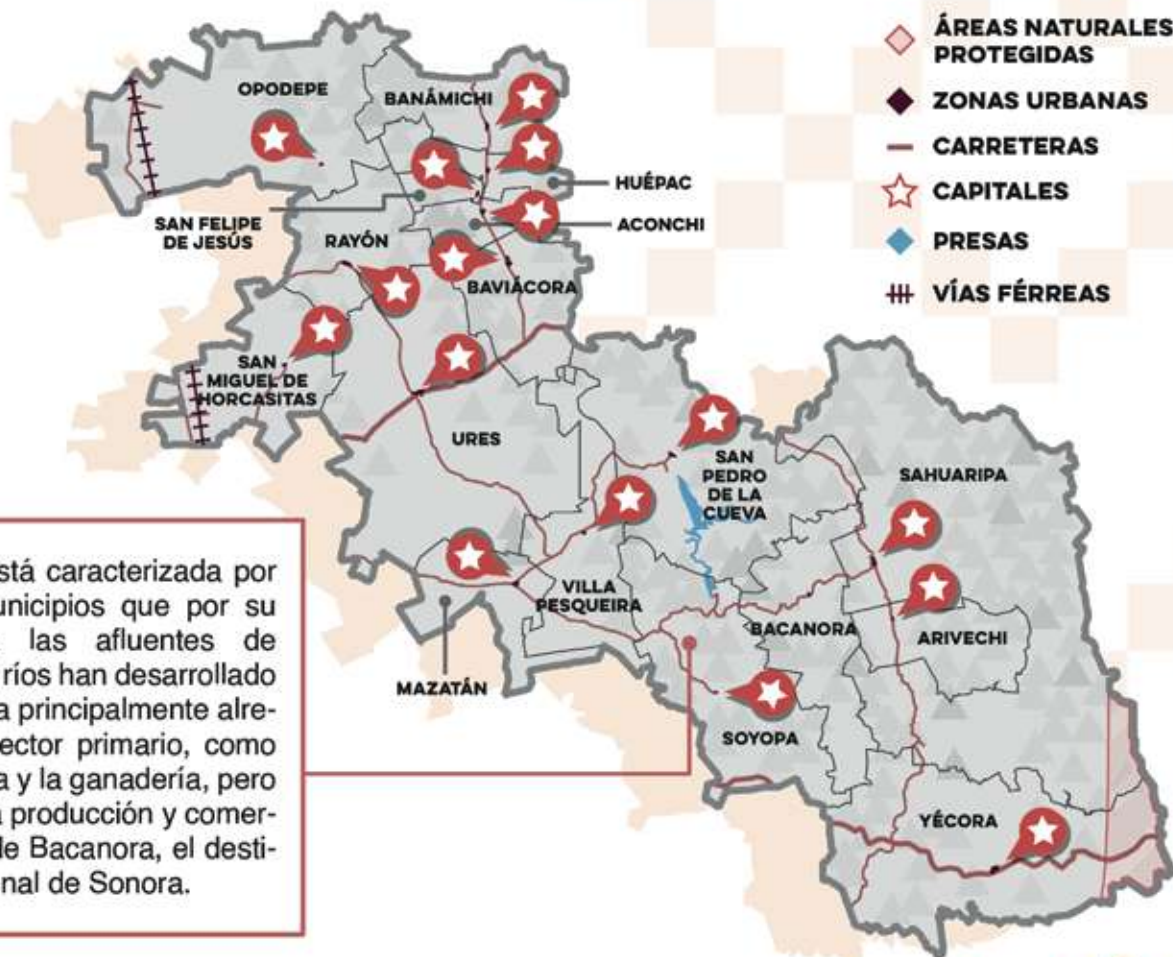 ÁREAS NATURALES
PROTEGIDAS
ZONAS URBANAS
CARRETERAS
CAPITALES
PRESAS
VÍAS FÉRREAS
OPODEPE
BANÁMICHI
HUÉPAC
SAN FELIPE
DE JESÚS
ACONCHI
RAYÓN
BAVIÁCORA
SAN
MIGUEL DE
HORCASITAS
URES
SAN
PEDRO
DE LA
CUEVA
SAHUARIPA
VILLA
PESQUEIRA
BACANORA
ARIVECHI
MAZATÁN
SOYOPA
YÉCORA
está caracterizada por
unicipios que por su
las afluentes de
ríos han desarrollado
a principalmente alre-
ector primario, como
a y la ganadería, pero
a producción y comer-
de Bacanora, el desti-
nal de Sonora.